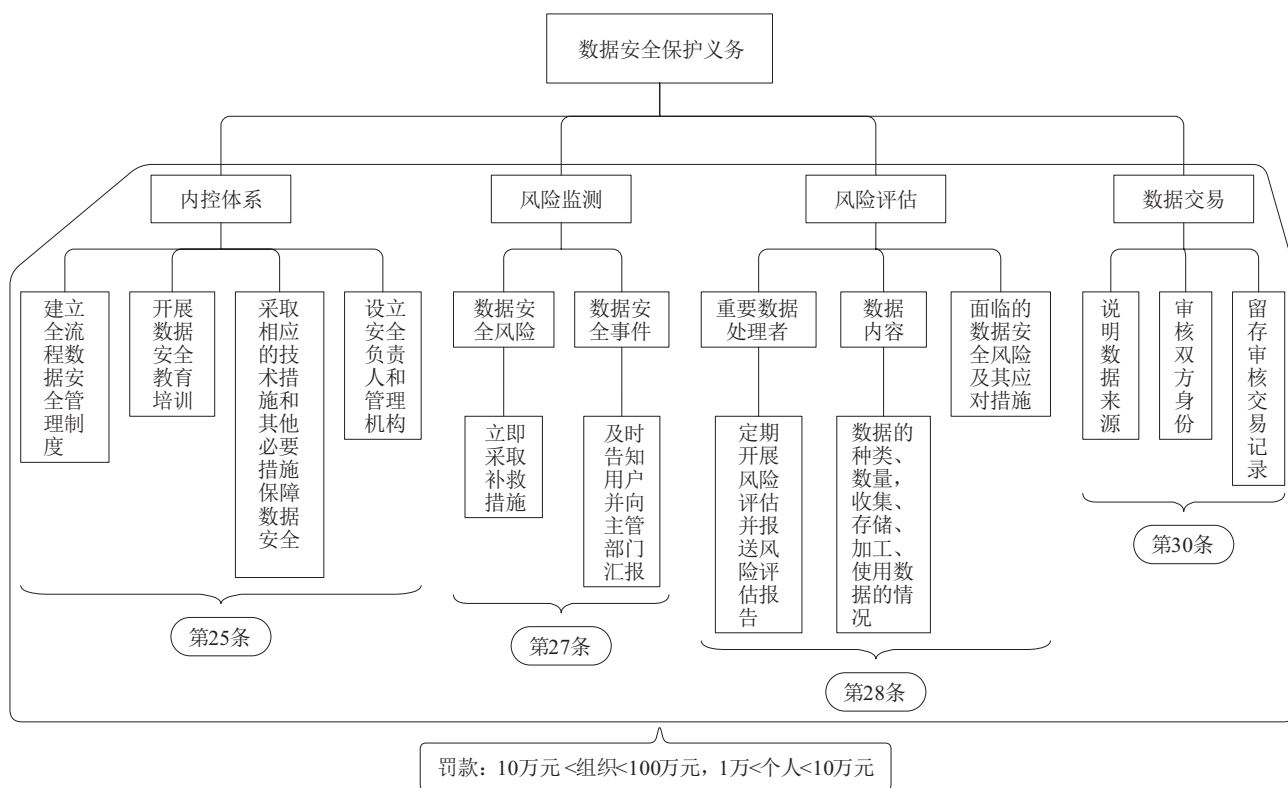 数据安全保护义务
内控体系
风险监测
风险评估
数据交易
建立
全流
程数
据安
全管
理制
度
开展
数据
安全
教育
培训
采取
相应
的技
术措
施和
其他
必要
措施
保障
数据
安全
设立
安全
负责
人和
管理
机构
数据安
全风险
数据安
全事件
重要数据
处理者
数据
内容
面临的
数据安
全风险
及其应
对措施
说
明
数
据
来
源
审
核
双
方
身
份
留
存
审
核
交
易
记
录
立即
采取
补救
措施
及时
告知
用户
并向
主管
部门
汇报
定期
开展
风险
评估
并报
送风
险评
估报
告
数据的
种类、
数量,
收集、
存储、
加工、
使用数
据的情
况
第25条
第27条
第28条
第30条
罚款：10万元<组织<100万元，1万<个人<10万元